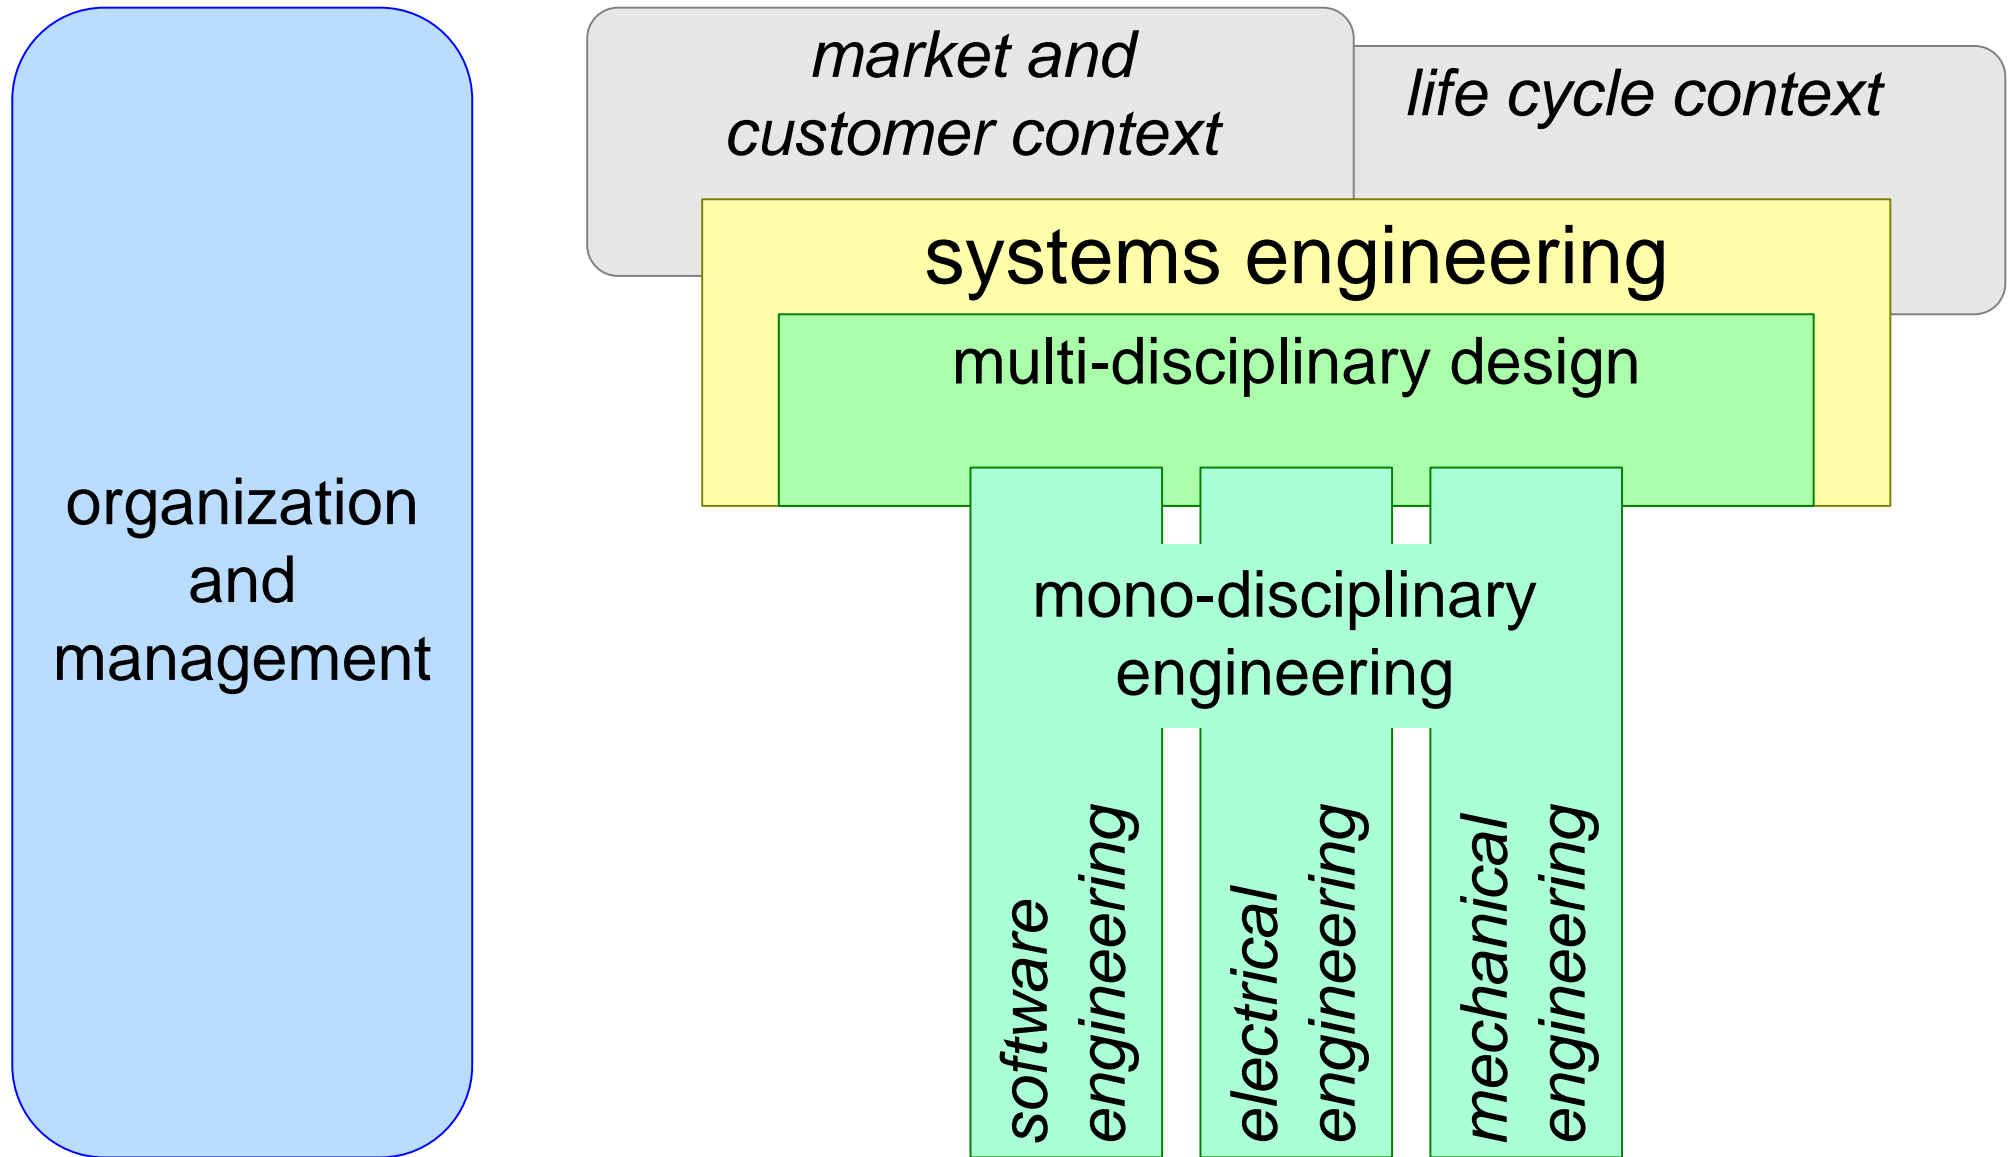 organization
and
management
market and
customer context
life cycle context
systems engineering
multi-disciplinary design
mono-disciplinary
engineering
software
engineering
electrical
engineering
mechanical
engineering